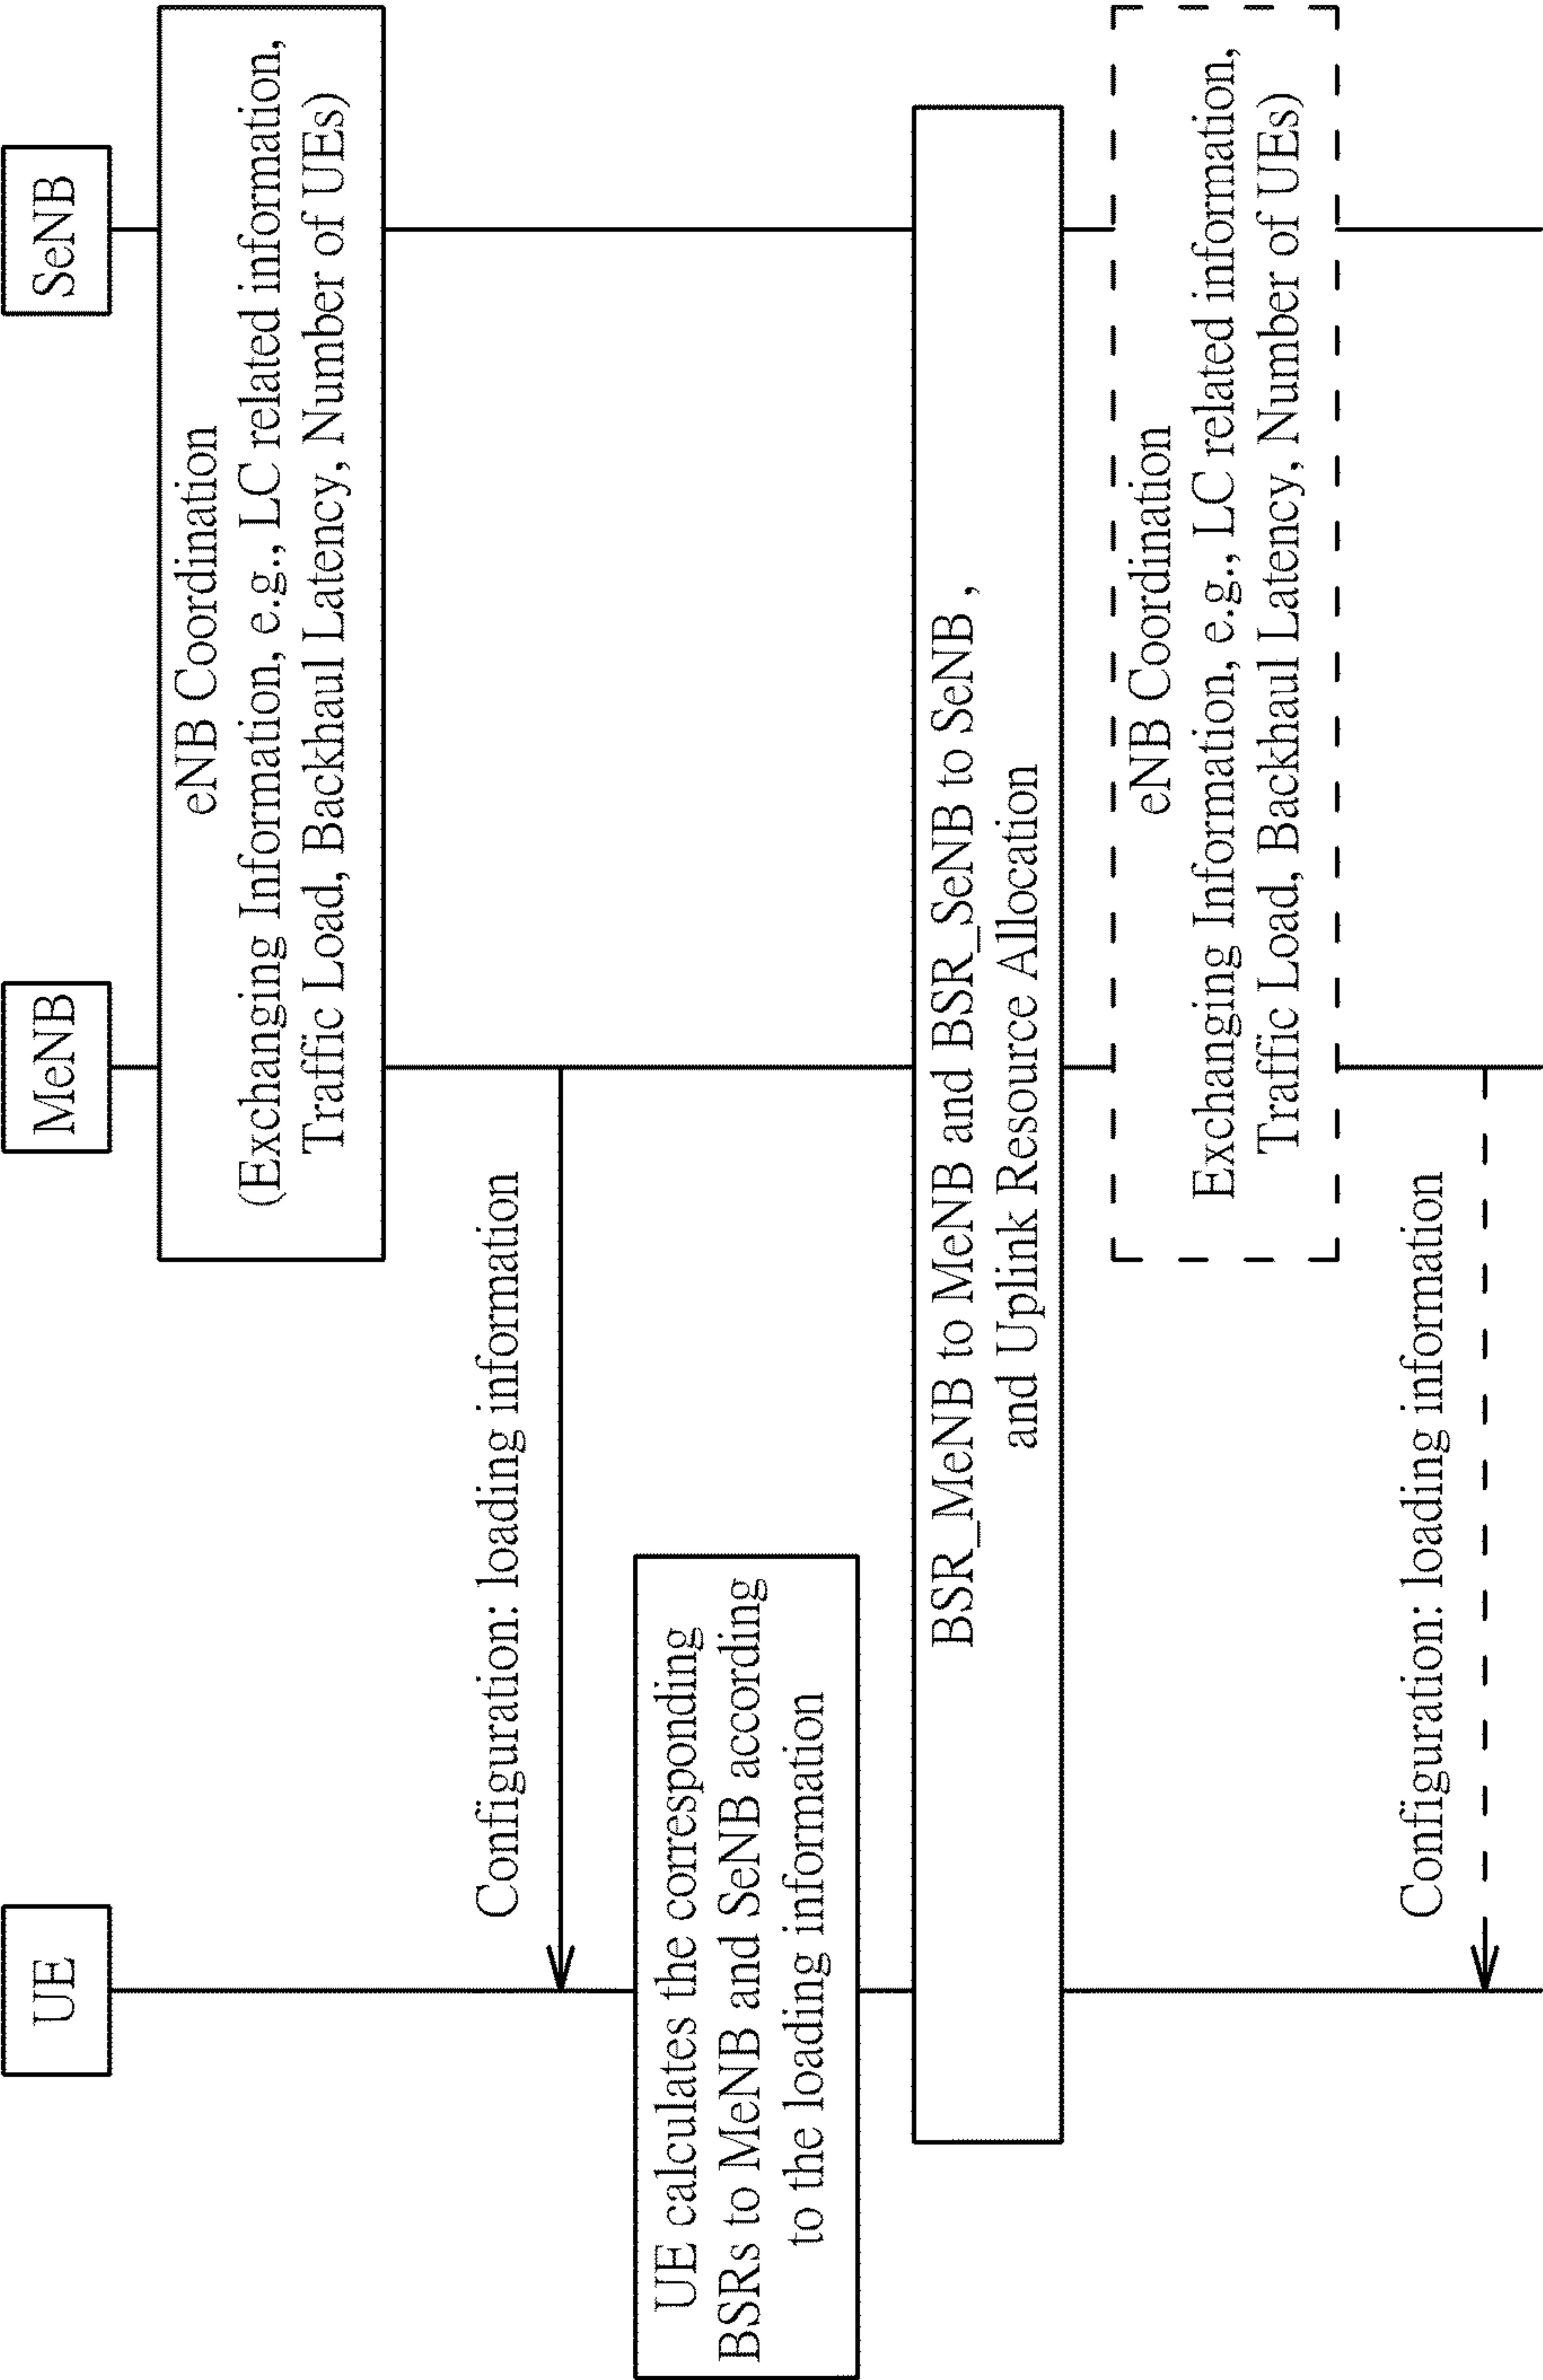 UE
MeNB
SeNB
eNB Coordination
(Exchanging Information, e.g., LC related information,
Traffic Load, Backhaul Latency, Number of UEs)
Configuration: loading information
UE calculates the corresponding
BSRs to MeNB and SeNB according
to the loading information
BSR_MeNB to MeNB and BSR_SeNB to SeNB ,
and Uplink Resource Allocation
eNB Coordination
Exchanging Information, e.g., LC related information,
Traffic Load, Backhaul Latency, Number of UEs)
Configuration: loading information